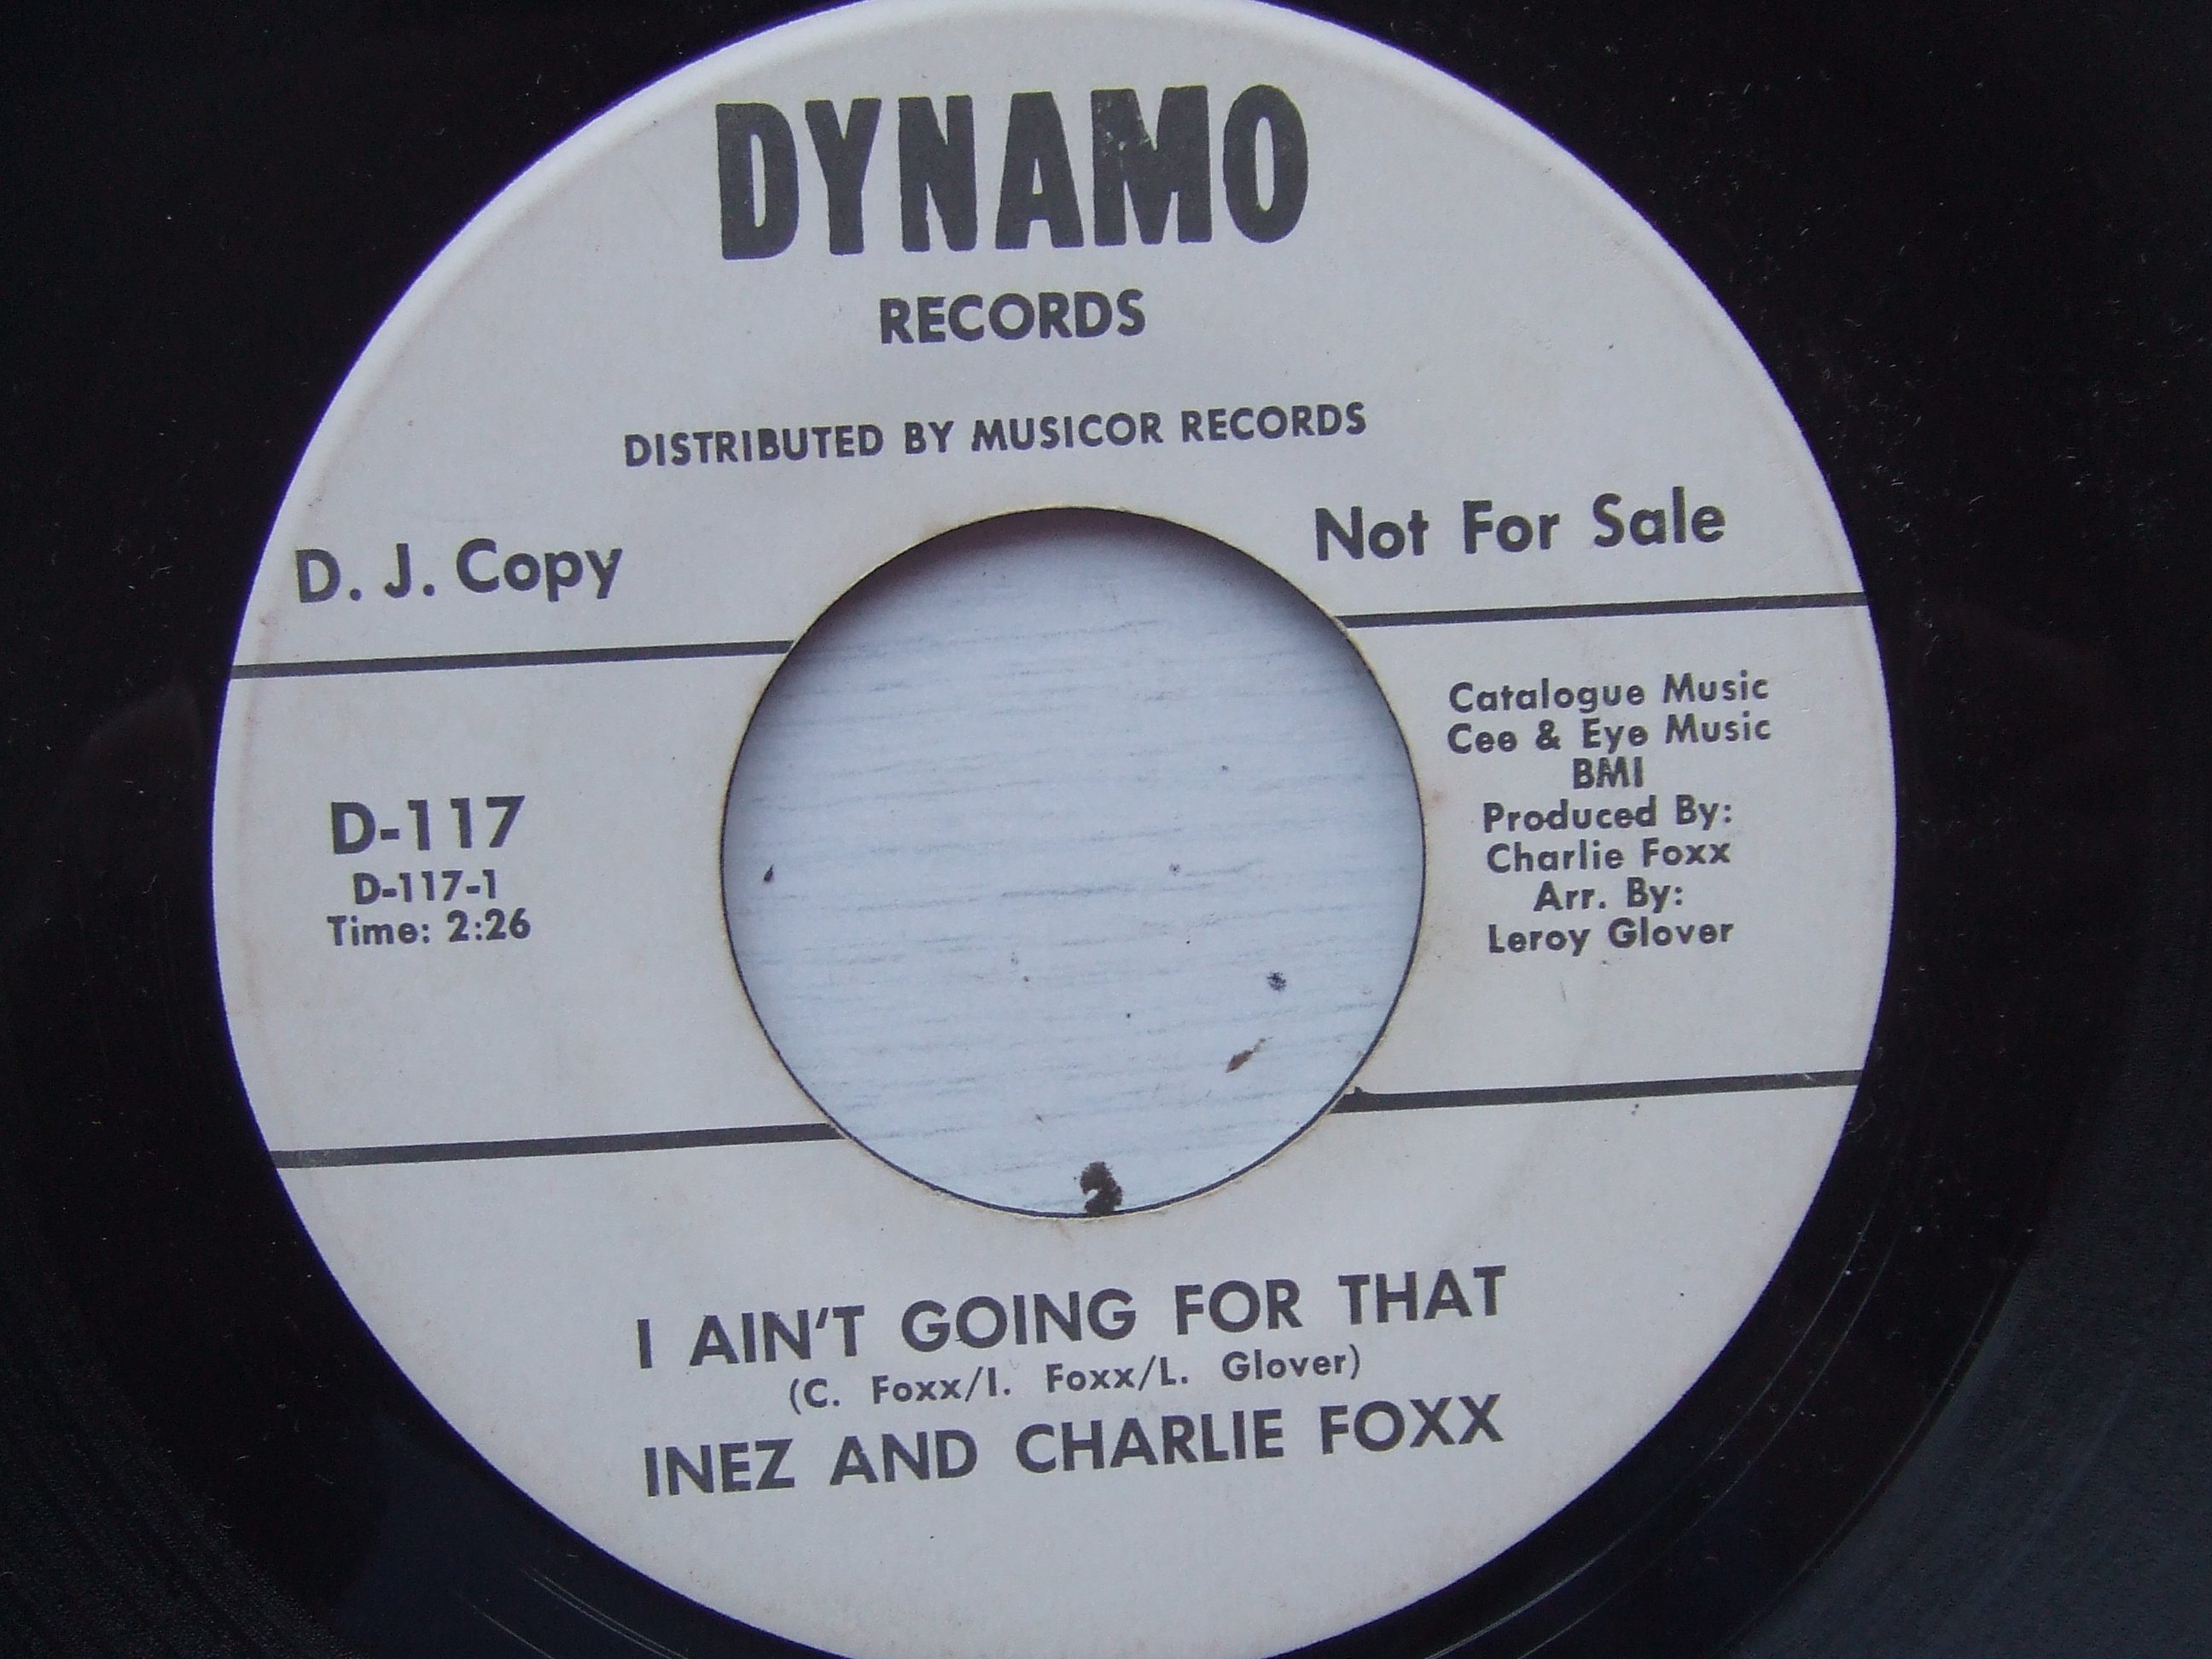 DYNAMO
RECORDS
DISTRIBUTED BY MUSICOR RECORDS
D. J. Copy
Not For Sale
D-117
D-117-1
Time: 2:26
Catalogue Music
Cee & Eye Music
BMI
Produced By:
Charlie Foxx
Arr. By:
Leroy Glover
I AIN'T GOING FOR THAT
(C. Foxx/I. Foxx/L. Glover)
INEZ AND CHARLIE FOXX